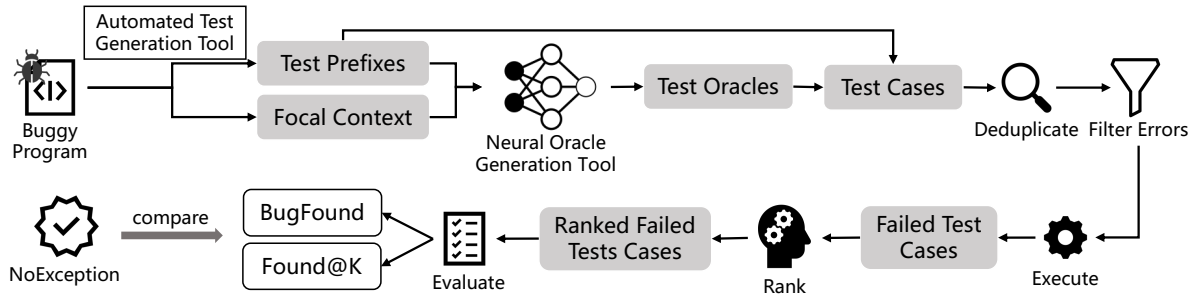 Automated Test
Generation Tool
Buggy
Program
Test Prefixes
Focal Context
Neural Oracle
Generation Tool
Test Oracles
Test Cases
Deduplicate
Filter Errors
NoException
compare
BugFound
Found@K
Evaluate
Ranked Failed
Tests Cases
Rank
Failed Test
Cases
Execute